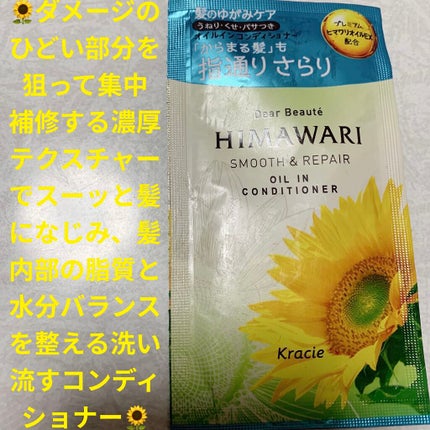 🌻ダメージの
ひどい部分を
狙って集中
補修する濃厚
テクスチャー
でスーッと髪
になじみ、髪
内部の脂質と
水分バランス
を整える洗い
流すコンディ
ショナー🌻
髪のゆがみケア
うねり・くせ・パサつき
オイルインコンディショナー
「からまる髪」も
指通りさらり
プレミアム
ヒマワリオイルEX
配合
Dear Beauté
HIMAWARI
SMOOTH & REPAIR
OIL IN
CONDITIONER
Kracie